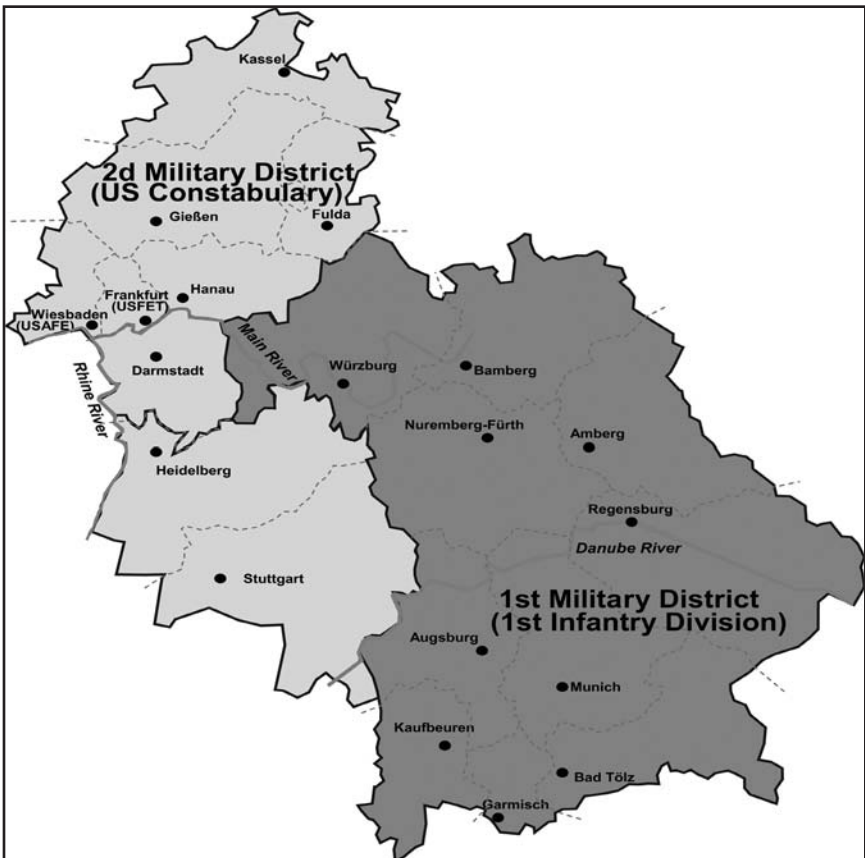 Kassel
2d Military District
(US Constabulary)
Gießen
Fulda
Hanau
Frankfurt
(USFET)
Wiesbaden
(USAFE)
Main River
Darmstadt
Rhine River
Würzburg
Bamberg
Nuremberg-Fürth
Amberg
Heidelberg
Regensburg
Danube River
Stuttgart
1st Military District
(1st Infantry Division)
Augsburg
Munich
Kaufbeuren
Bad Tölz
Garmisch